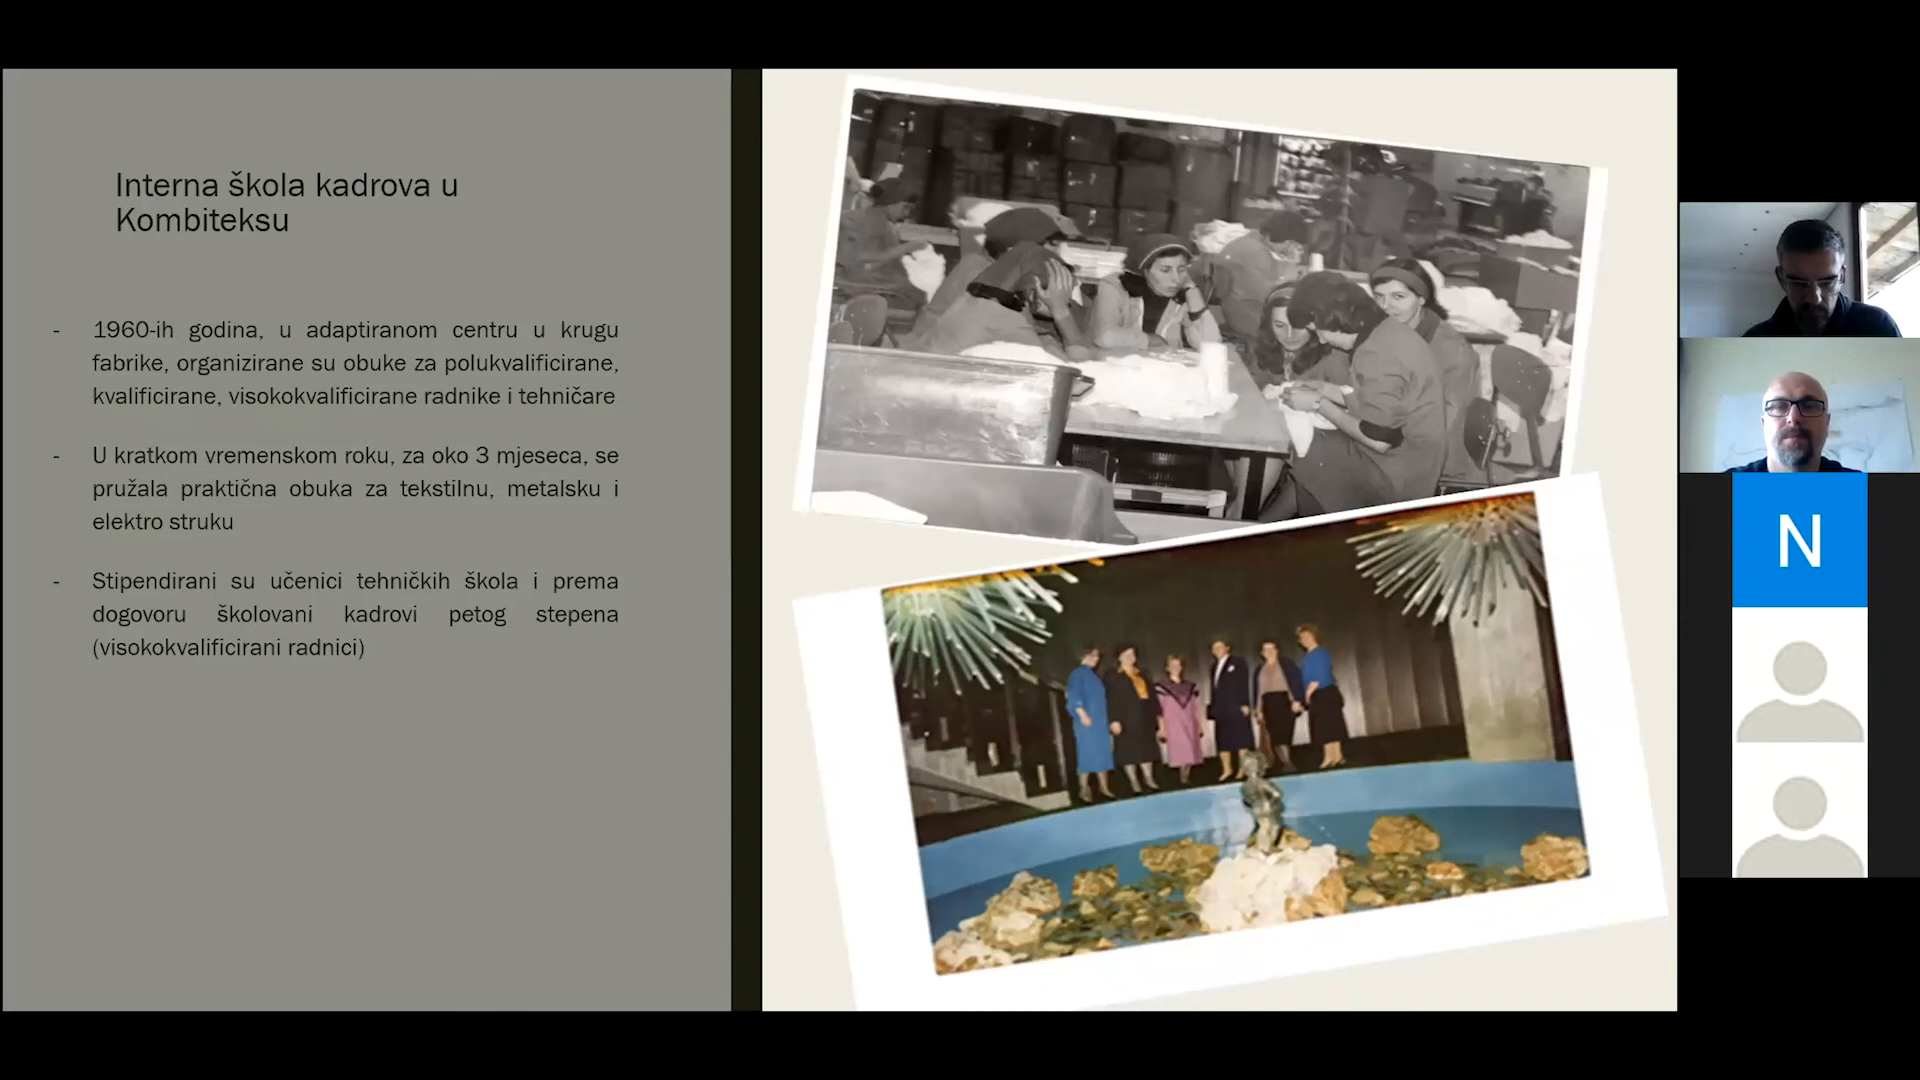 Interna škola kadrova u
Kombiteksu
- 1960-ih godina, u adaptiranom centru u krugu
fabrike, organizirane su obuke za polukvalificirane,
kvalificirane, visokokvalificirane radnike i tehničare
- U kratkom vremenskom roku, za oko 3 mjeseca, se
pružala praktična obuka za tekstilnu, metalsku i
elektro struku
- Stipendirani su učenici tehničkih škola i prema
dogovoru školovani kadrovi petog stepena
(visokokvalificirani radnici)
N